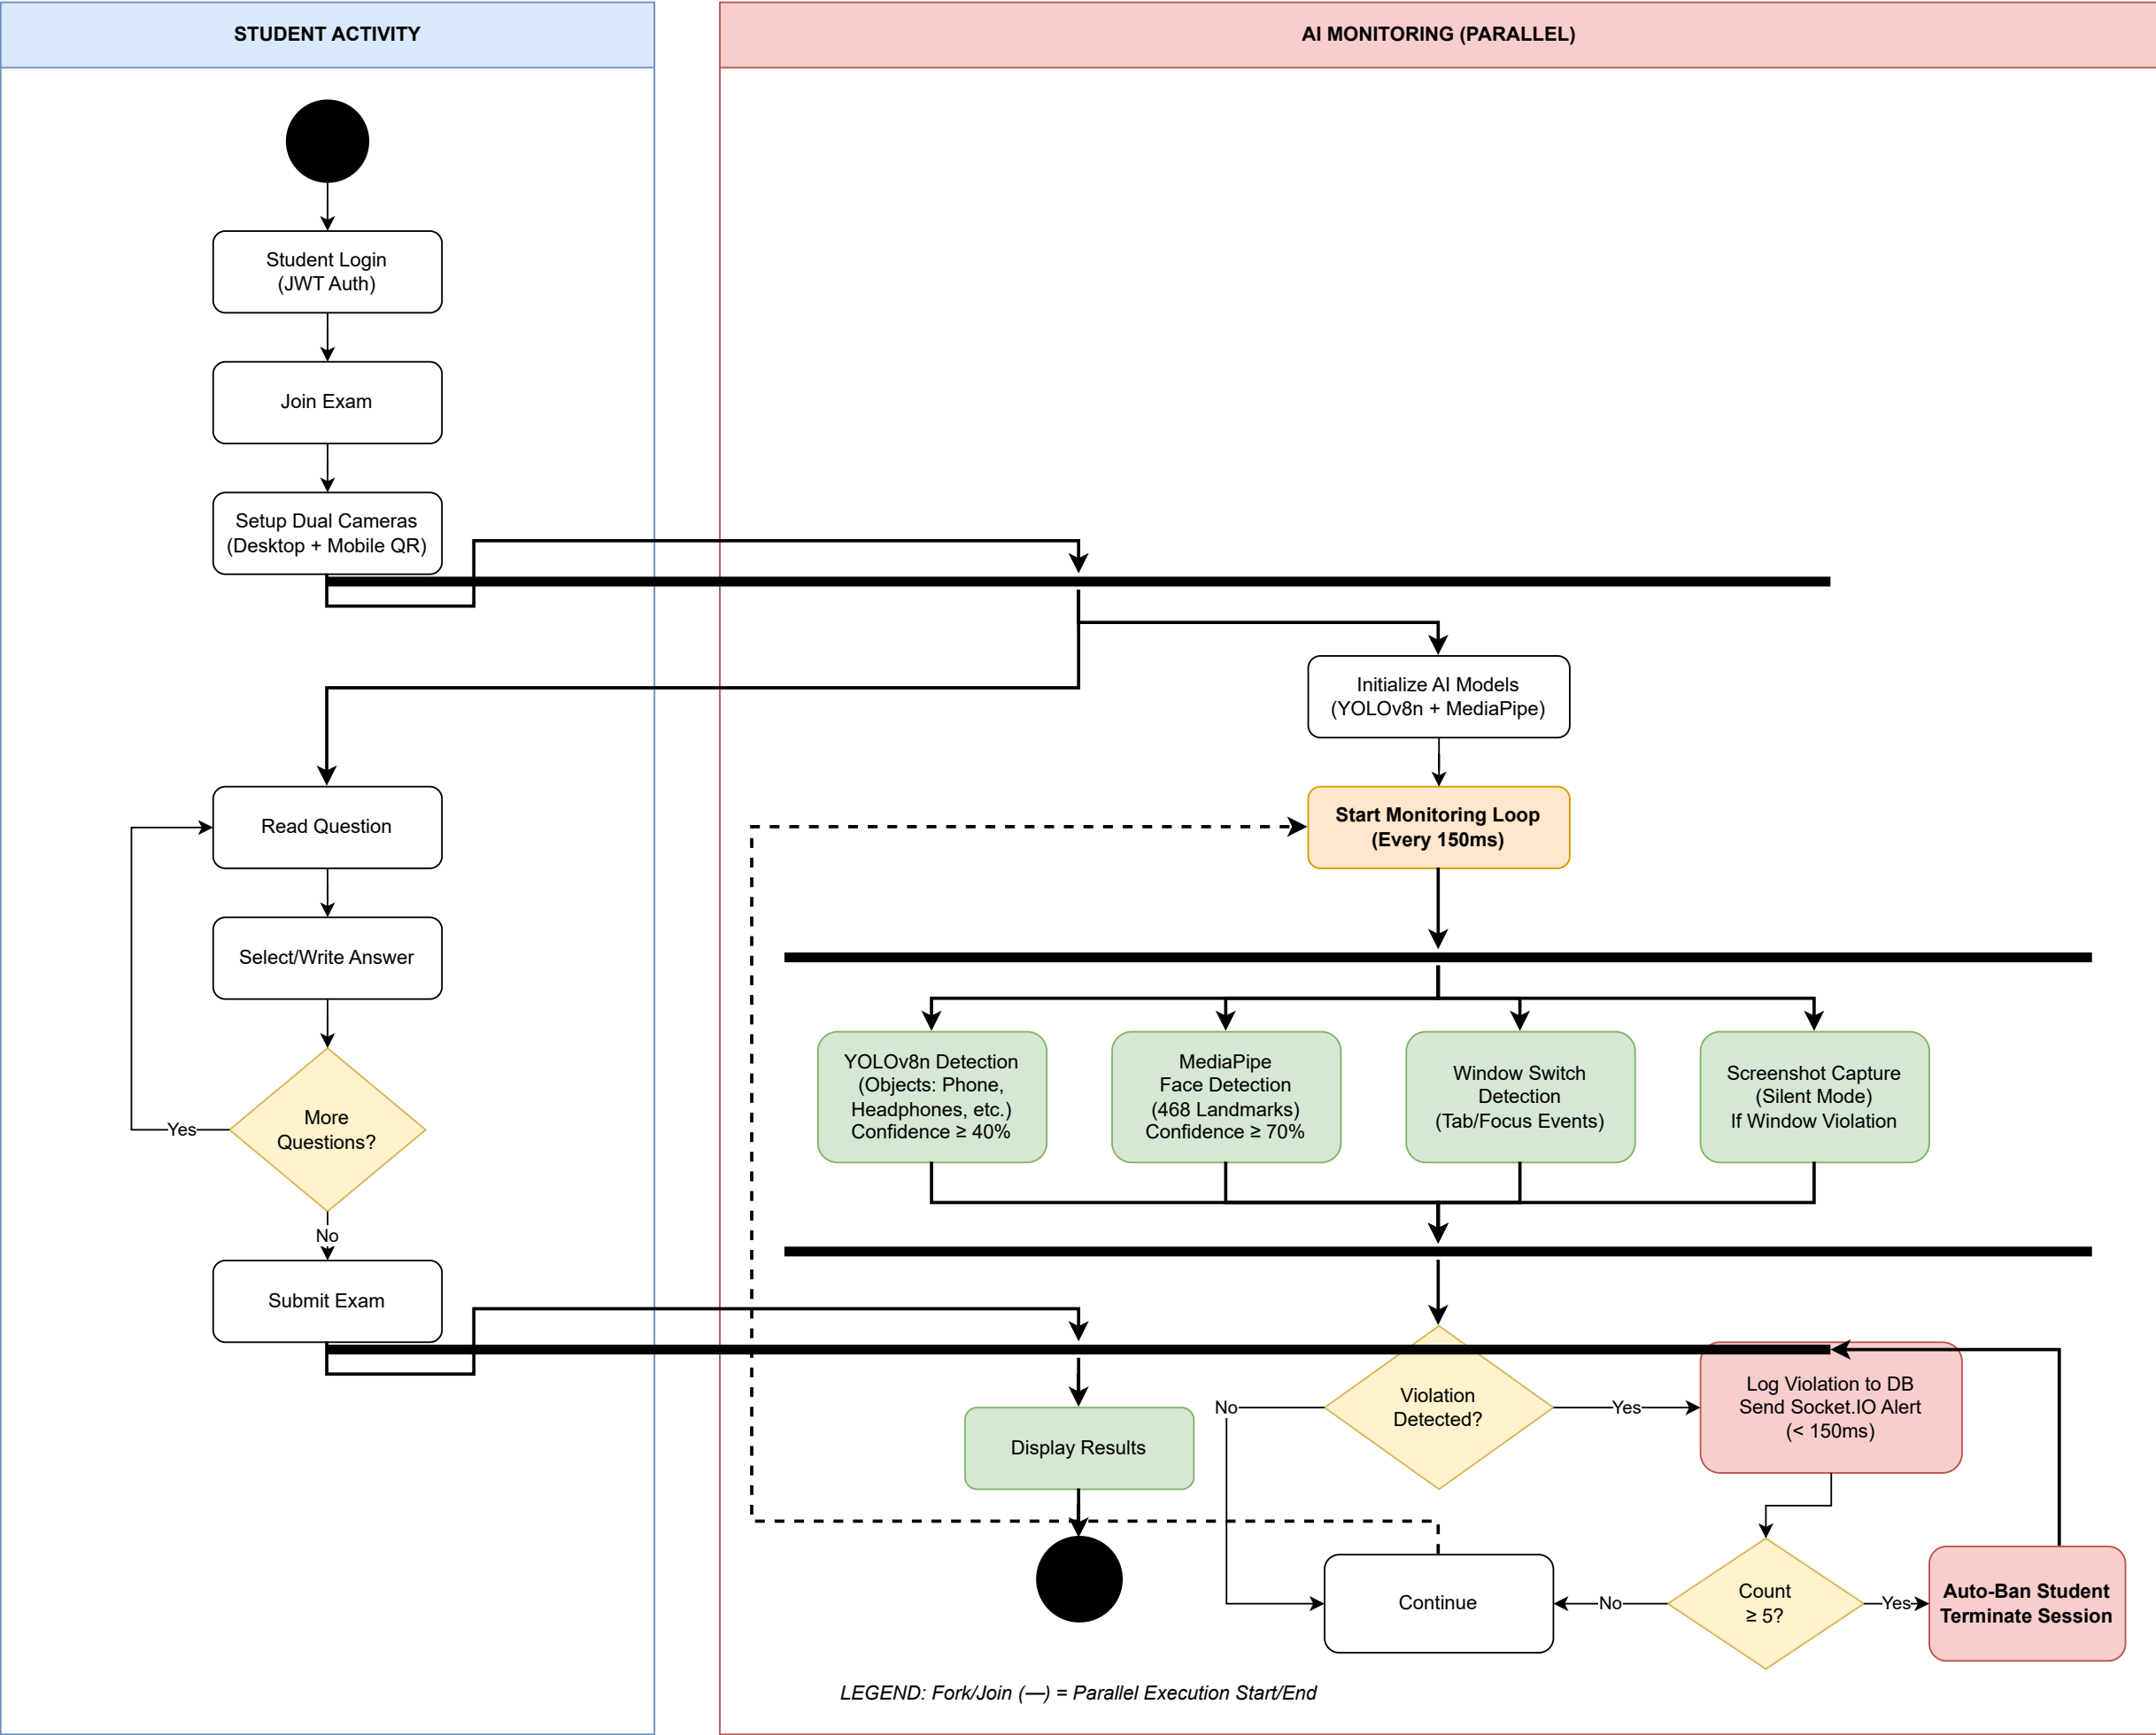 STUDENT ACTIVITY
AI MONITORING (PARALLEL)
Student Login
(JWT Auth)
Join Exam
Setup Dual Cameras
(Desktop + Mobile QR)
Initialize AI Models
(YOLOv8n + MediaPipe)
Read Question
Start Monitoring Loop
(Every 150ms)
Select/Write Answer
YOLOv8n Detection
(Objects: Phone,
Headphones, etc.)
Confidence ≥ 40%
MediaPipe
Face Detection
(468 Landmarks)
Confidence ≥ 70%
Window Switch
Detection
(Tab/Focus Events)
Screenshot Capture
(Silent Mode)
If Window Violation
More
Questions?
Yes
No
Submit Exam
Display Results
Violation
Detected?
No
Yes
Log Violation to DB
Send Socket.IO Alert
(< 150ms)
Continue
No
Count
≥ 5?
Yes
Auto-Ban Student
Terminate Session
LEGEND: Fork/Join (—) = Parallel Execution Start/End